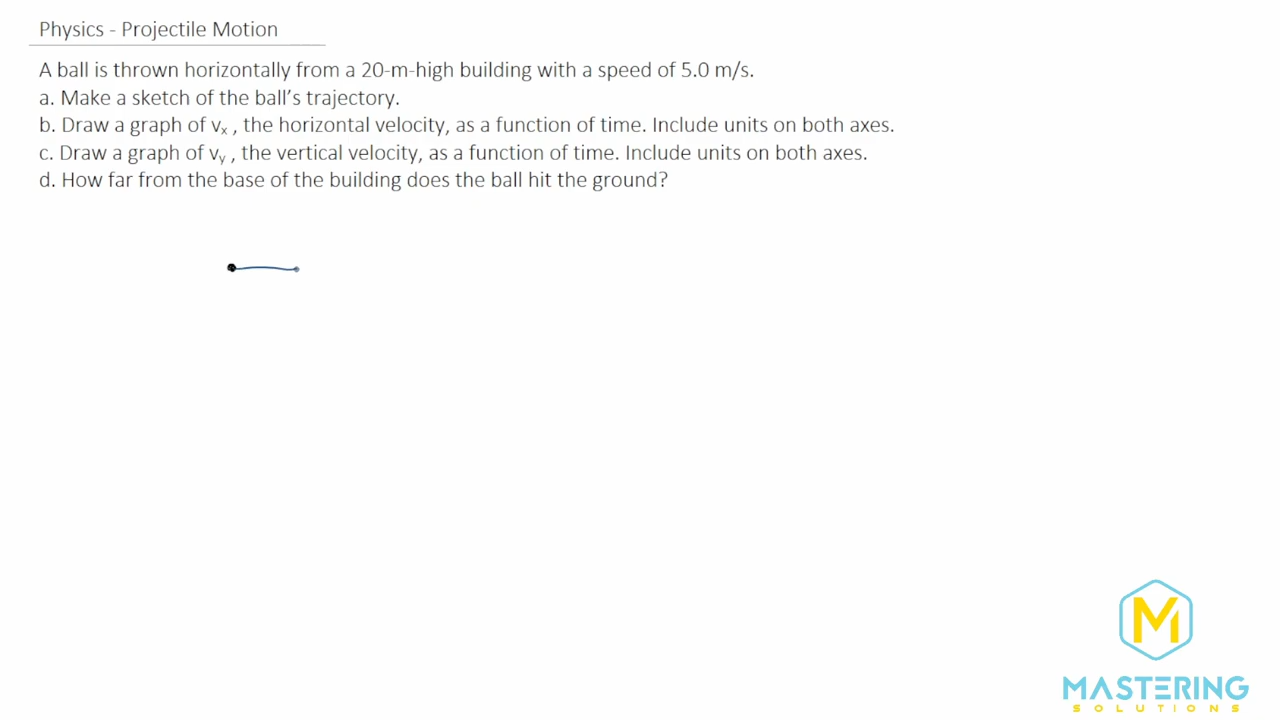 Physics - Projectile Motion
A ball is thrown horizontally from a 20-m-high building with a speed of 5.0 m/s.
a. Make a sketch of the ball’s trajectory.
b. Draw a graph of vₓ , the horizontal velocity, as a function of time. Include units on both axes.
c. Draw a graph of v_y , the vertical velocity, as a function of time. Include units on both axes.
d. How far from the base of the building does the ball hit the ground?
M
MASTERING
SOLUTIONS